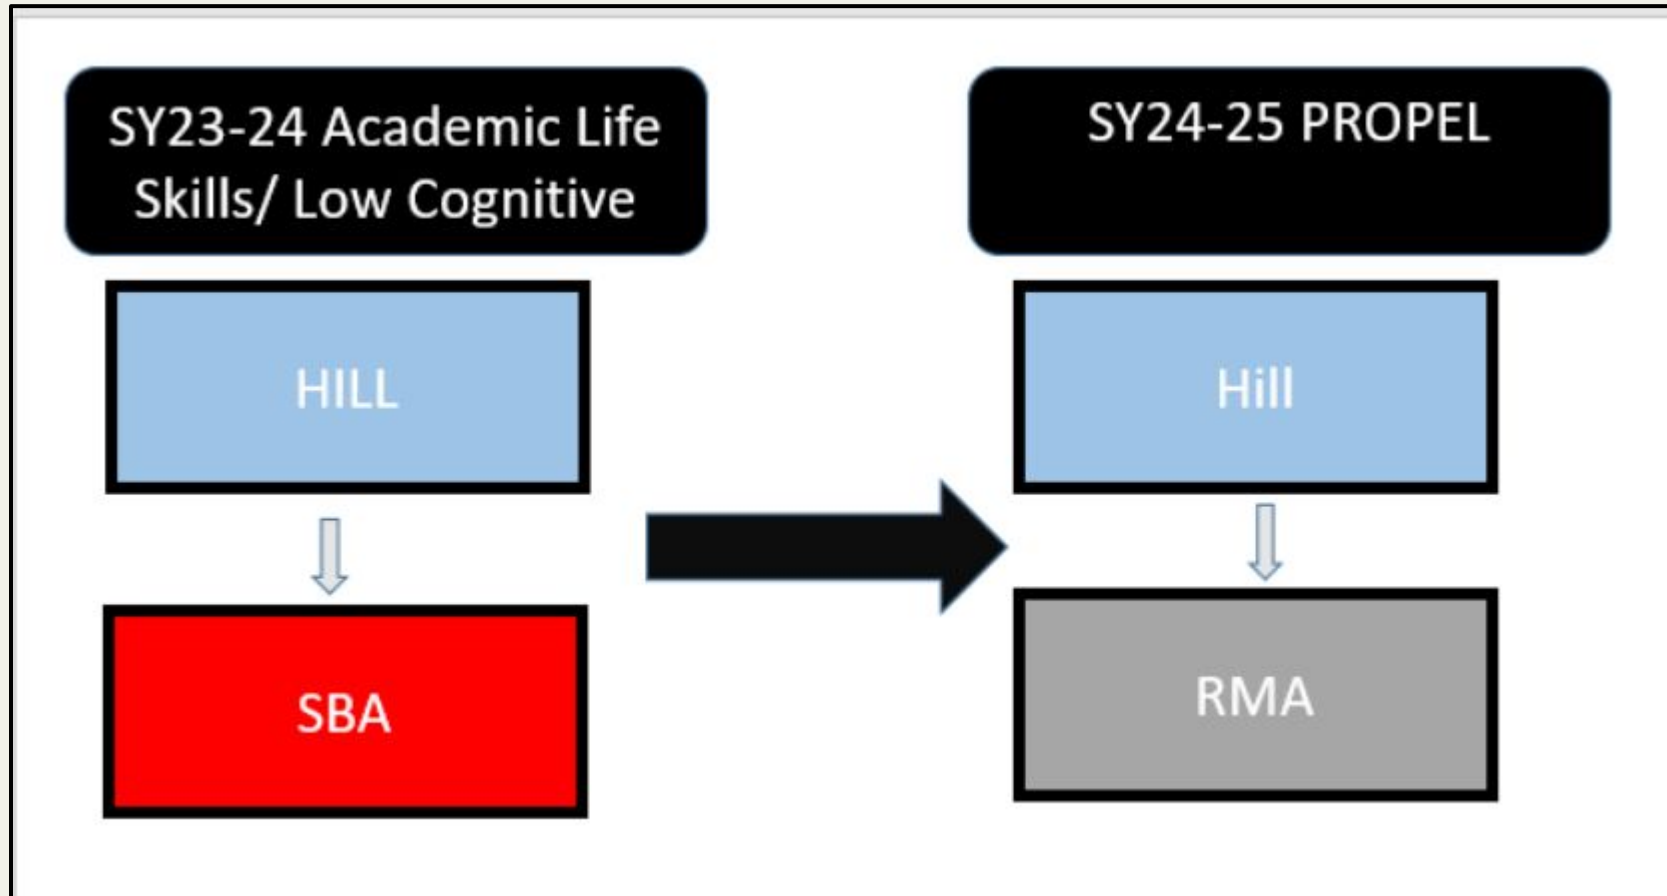 SY23-24 Academic Life
Skills/ Low Cognitive
HILL
SBA
SY24-25 PROPEL
Hill
RMA